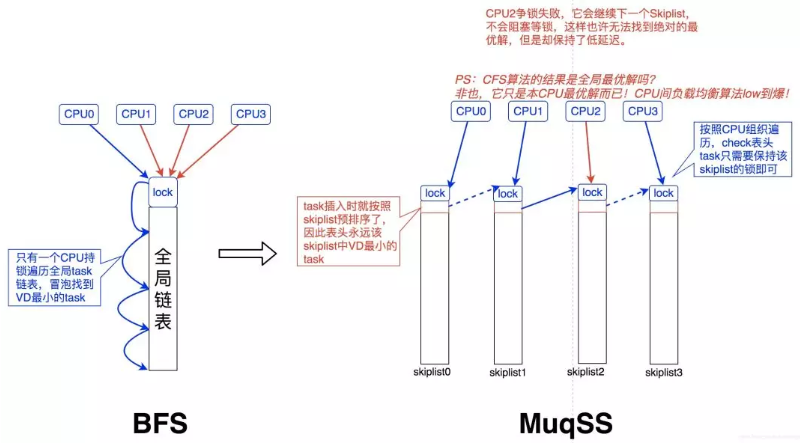 CPU2争锁失败，它会继续下一个Skiplist，
不会阻塞等锁，这样也许无法找到绝对的最
优解，但是却保持了低延迟。
PS：CFS算法的结果是全局最优解吗？
非也，它只是本CPU最优解而已！CPU间负载均衡算法low到爆！
CPU0 CPU1 CPU2 CPU3
CPU0 CPU1 CPU2 CPU3
按照CPU组织遍
历，check表头
task只需要保持该
skiplist的锁即可
lock
lock lock lock lock
task插入时就按照
skiplist预排序了，
因此表头永远该
skiplist中VD最小的
task
只有一个CPU持
锁遍历全局task
链表，冒泡找到
VD最小的task
全
局
链
表
skiplist0 skiplist1 skiplist2 skiplist3
BFS
MuqSS